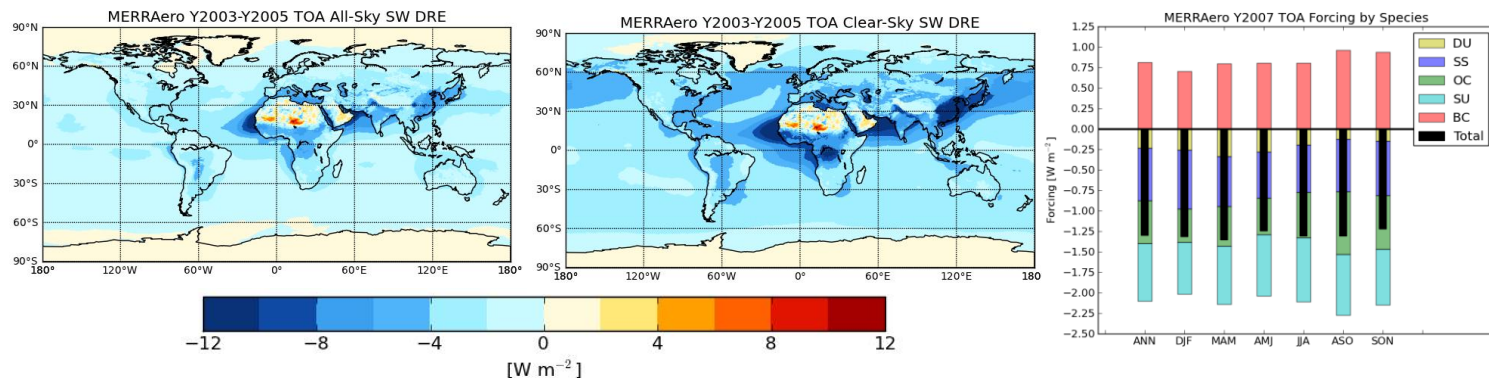 MERRAero Y2003-Y2005 TOA All-Sky SW DRE
90°N
60°N
30°N
0°
30°S
60°S
90°S
180° 120°W 60°W 0° 60°E 120°E 180°
MERRAero Y2003-Y2005 TOA Clear-Sky SW DRE
90°N
60°N
30°N
0°
30°S
60°S
90°S
180° 120°W 60°W 0° 60°E 120°E 180°
−12 −8 −4 0 4 8 12
[W m⁻²]
MERRAero Y2007 TOA Forcing by Species
Forcing [W m⁻²]
1.25
1.00
0.75
0.50
0.25
0.00
−0.25
−0.50
−0.75
−1.00
−1.25
−1.50
−1.75
−2.00
−2.25
−2.50
ANN DJF MAM AMJ JJA ASO SON
DU
SS
OC
SU
BC
Total